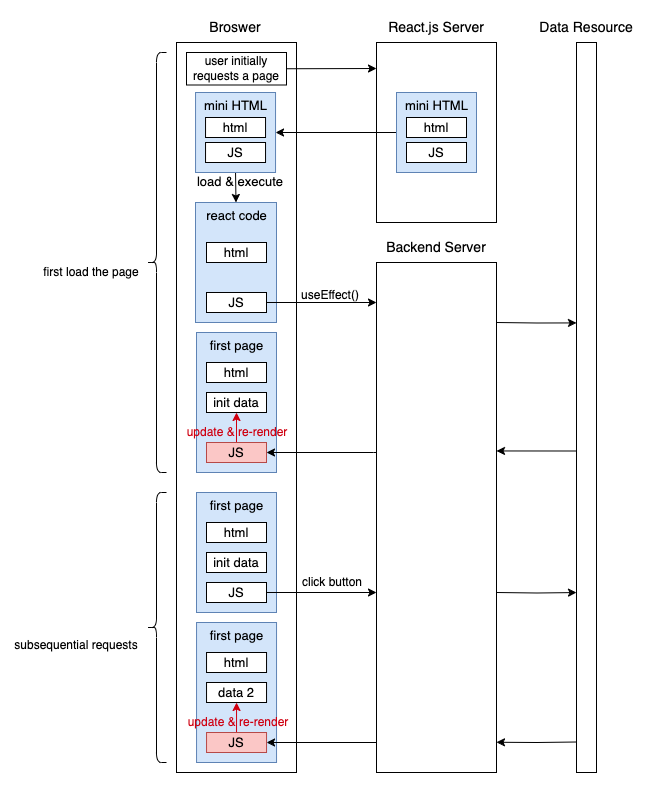 Broswer
React.js Server
Data Resource
user initially
requests a page
mini HTML
html
JS
mini HTML
html
JS
load & execute
react code
html
JS
useEffect()
Backend Server
first load the page
first page
html
init data
update & re-render
JS
first page
html
init data
JS
click button
subsequential requests
first page
html
data 2
update & re-render
JS